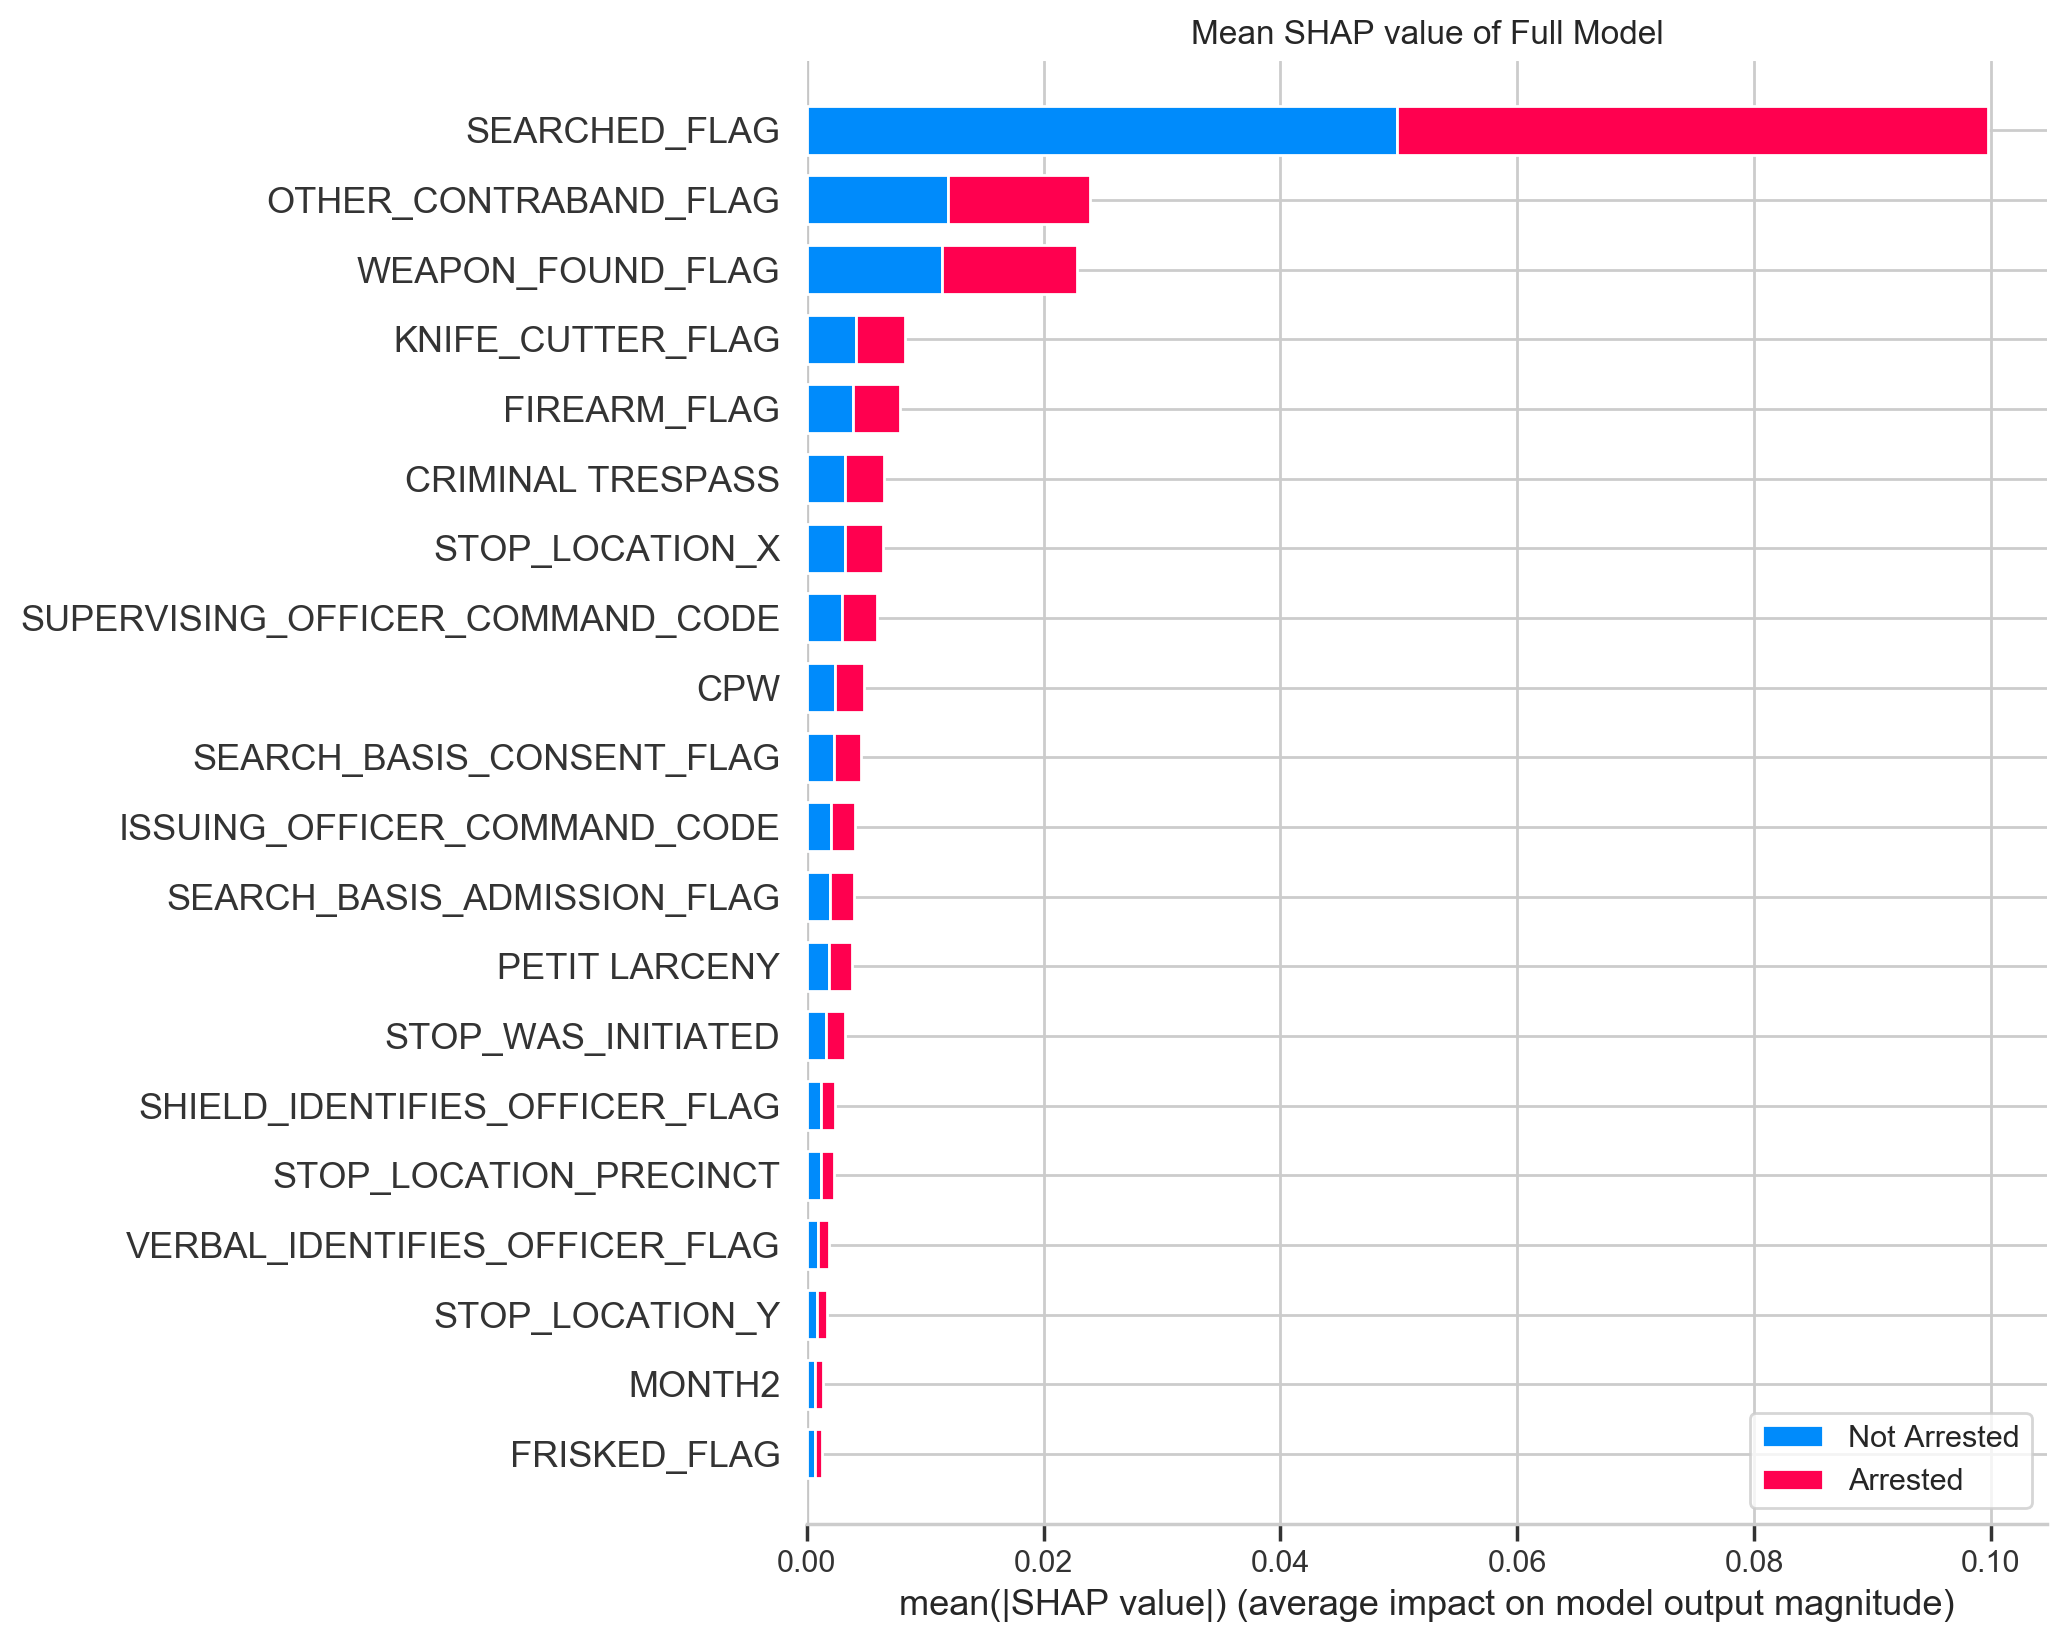 Mean SHAP value of Full Model
SEARCHED_FLAG
OTHER_CONTRABAND_FLAG
WEAPON_FOUND_FLAG
KNIFE_CUTTER_FLAG
FIREARM_FLAG
CRIMINAL TRESPASS
STOP_LOCATION_X
SUPERVISING_OFFICER_COMMAND_CODE
CPW
SEARCH_BASIS_CONSENT_FLAG
ISSUING_OFFICER_COMMAND_CODE
SEARCH_BASIS_ADMISSION_FLAG
PETIT LARCENY
STOP_WAS_INITIATED
SHIELD_IDENTIFIES_OFFICER_FLAG
STOP_LOCATION_PRECINCT
VERBAL_IDENTIFIES_OFFICER_FLAG
STOP_LOCATION_Y
MONTH2
FRISKED_FLAG
Not Arrested
Arrested
0.00 0.02 0.04 0.06 0.08 0.10
mean(|SHAP value|) (average impact on model output magnitude)